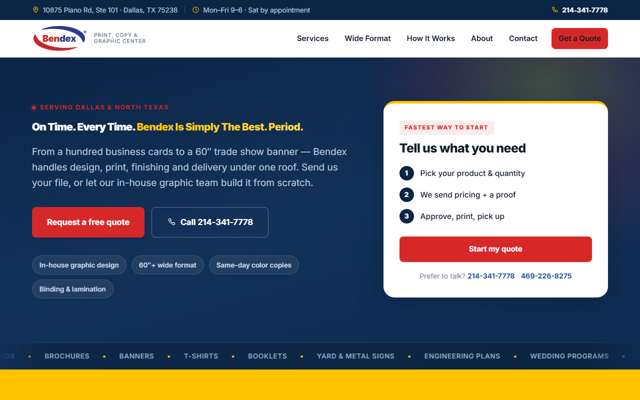 10875 Plano Rd, Ste 101 · Dallas, TX 75238
Mon–Fri 9–6 · Sat by appointment
214-341-7778
Bendex
PRINT, COPY &
GRAPHIC CENTER
Services
Wide Format
How It Works
About
Contact
Get a Quote
SERVING DALLAS & NORTH TEXAS
On Time. Every Time. Bendex Is Simply The Best. Period.
From a hundred business cards to a 60″ trade show banner — Bendex
handles design, print, finishing and delivery under one roof. Send us
your file, or let our in-house graphic team build it from scratch.
Request a free quote
Call 214-341-7778
In-house graphic design
60″+ wide format
Same-day color copies
Binding & lamination
FASTEST WAY TO START
Tell us what you need
1 Pick your product & quantity
2 We send pricing + a proof
3 Approve, print, pick up
Start my quote
Prefer to talk? 214-341-7778 · 469-226-8275
BROCHURES • BANNERS • T-SHIRTS • BOOKLETS • YARD & METAL SIGNS • ENGINEERING PLANS • WEDDING PROGRAMS